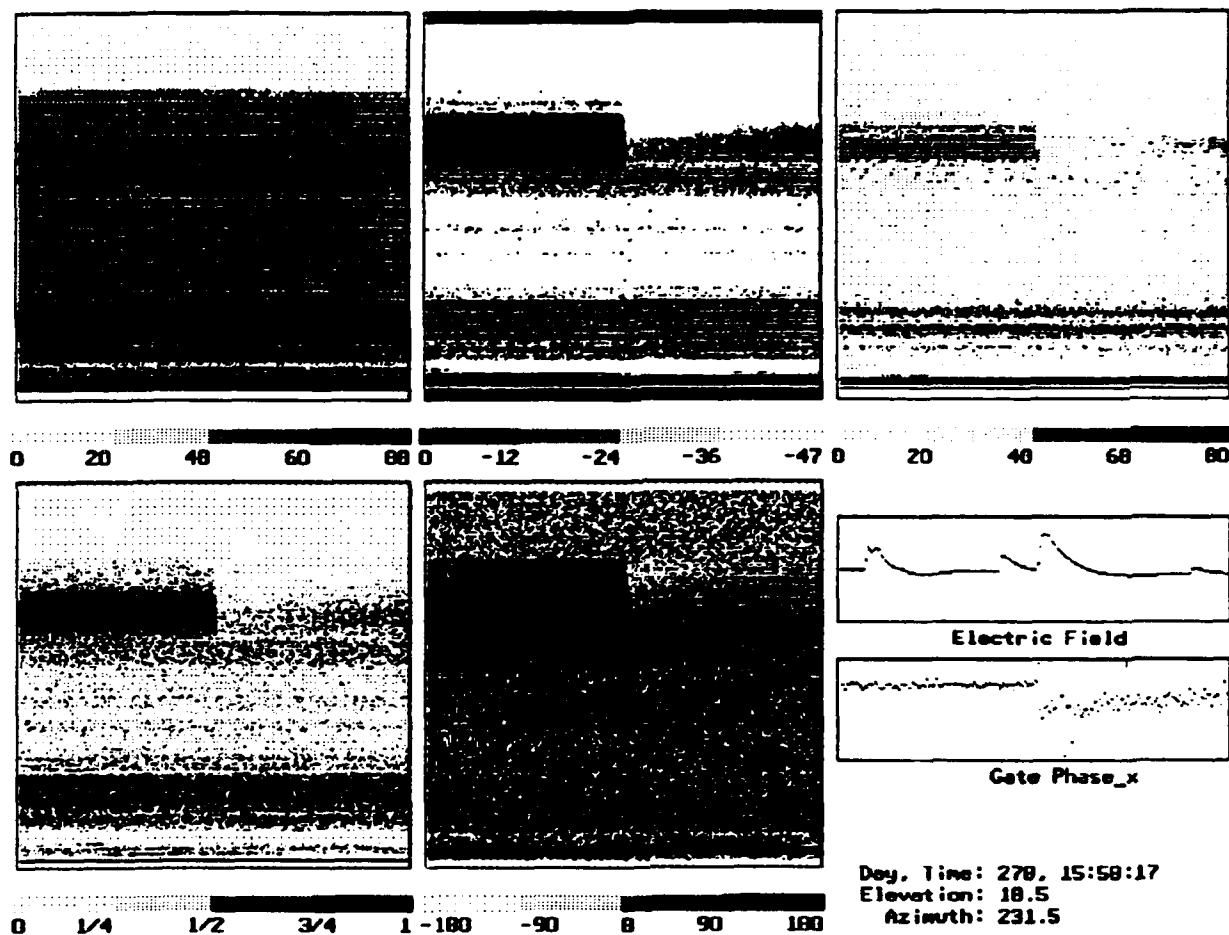 0 20 40 60 80
0 -12 -24 -36 -47
0 20 40 60 80
Electric Field
Gate Phase_x
0 1/4 1/2 3/4 1
-180 -90 0 90 180
Day, Time: 270, 15:50:17
Elevation: 10.5
Azimuth: 231.5